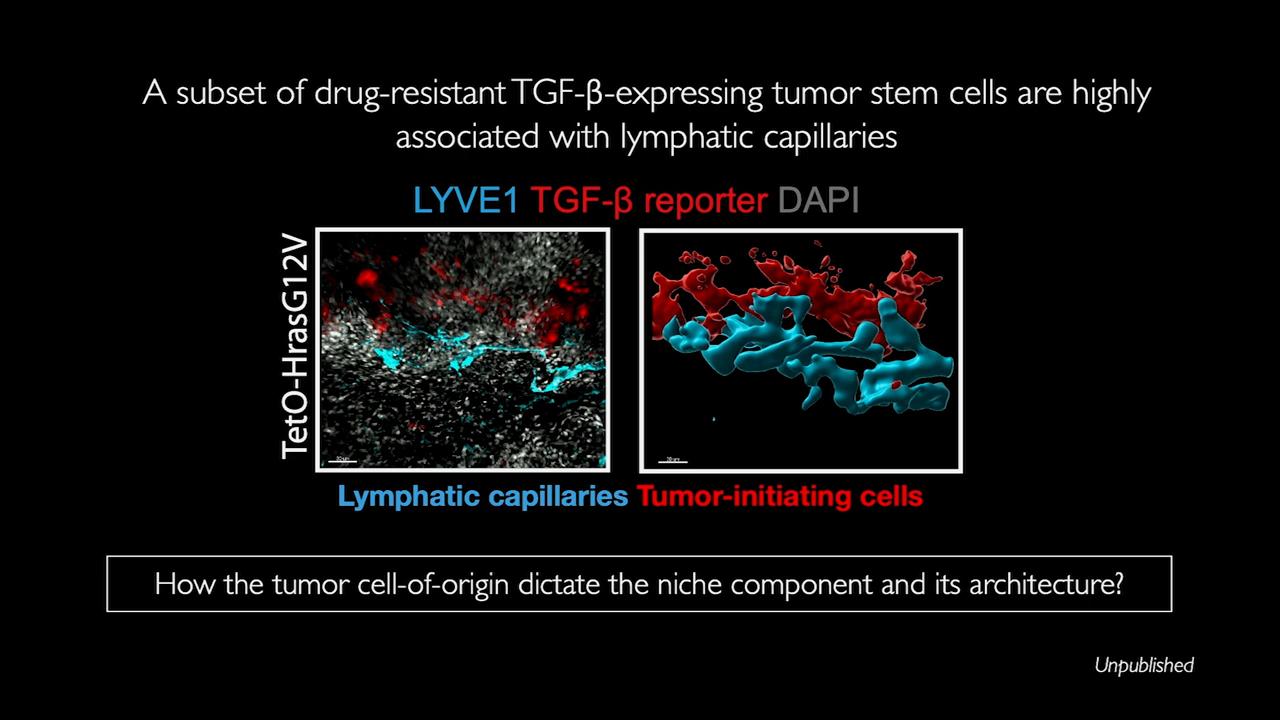 A subset of drug-resistant TGF-β-expressing tumor stem cells are highly
associated with lymphatic capillaries
LYVE1 TGF-β reporter DAPI
TetO-HrasG12V
Lymphatic capillaries Tumor-initiating cells
How the tumor cell-of-origin dictate the niche component and its architecture?
Unpublished